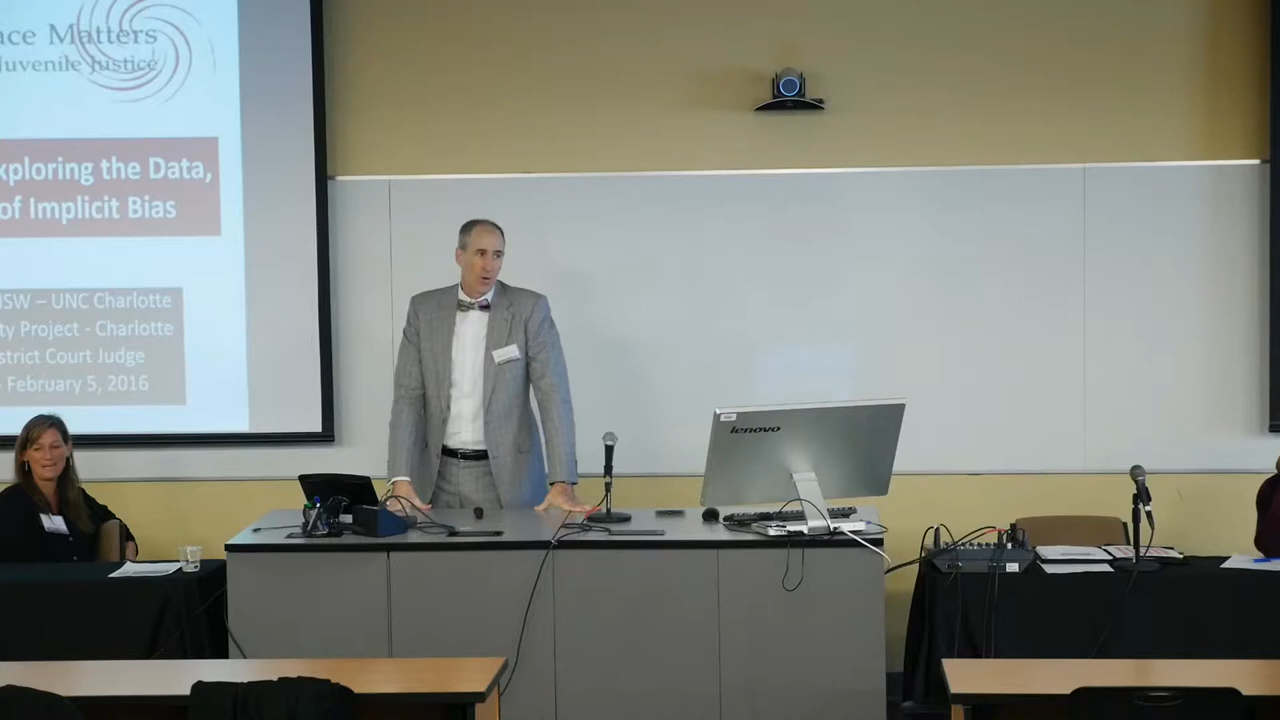 ace Matters
Juvenile Justice
xploring the Data,
of Implicit Bias
MSW – UNC Charlotte
ty Project - Charlotte
strict Court Judge
- February 5, 2016
lenovo